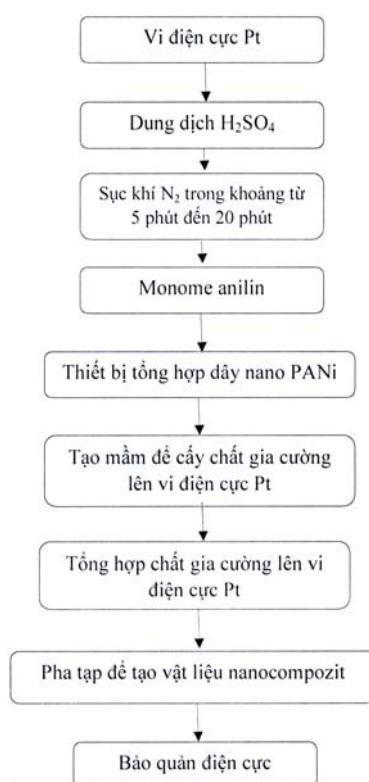 Vi điện cực Pt
Dung dịch H₂SO₄
Sục khí N₂ trong khoảng từ
5 phút đến 20 phút
Monome anilin
Thiết bị tổng hợp dây nano PANi
Tạo mầm để cấy chất gia cường
lên vi điện cực Pt
Tổng hợp chất gia cường lên vi
điện cực Pt
Pha tạp để tạo vật liệu nanocompozit
Bảo quản điện cực